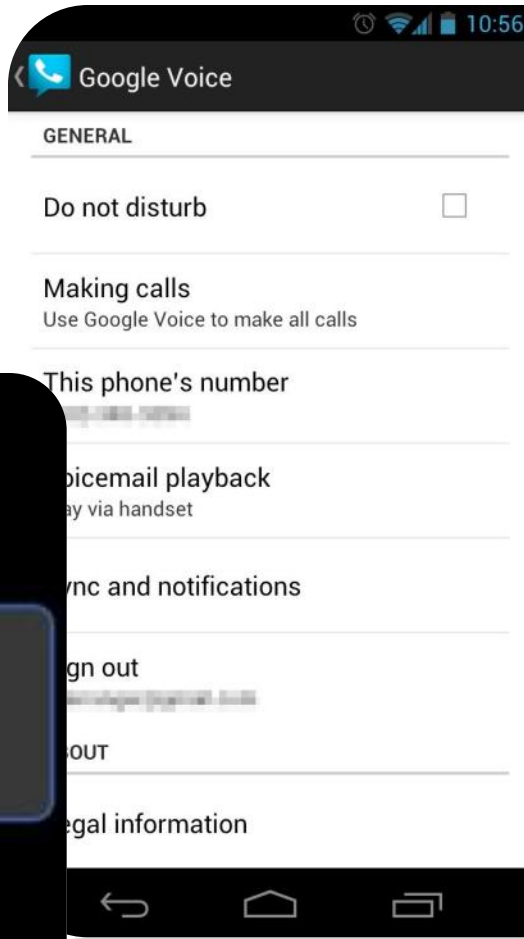 10:56
Google Voice
GENERAL
Do not disturb
Making calls
Use Google Voice to make all calls
This phone's number
oicemail playback
ay via handset
nc and notifications
gn out
OUT
egal information